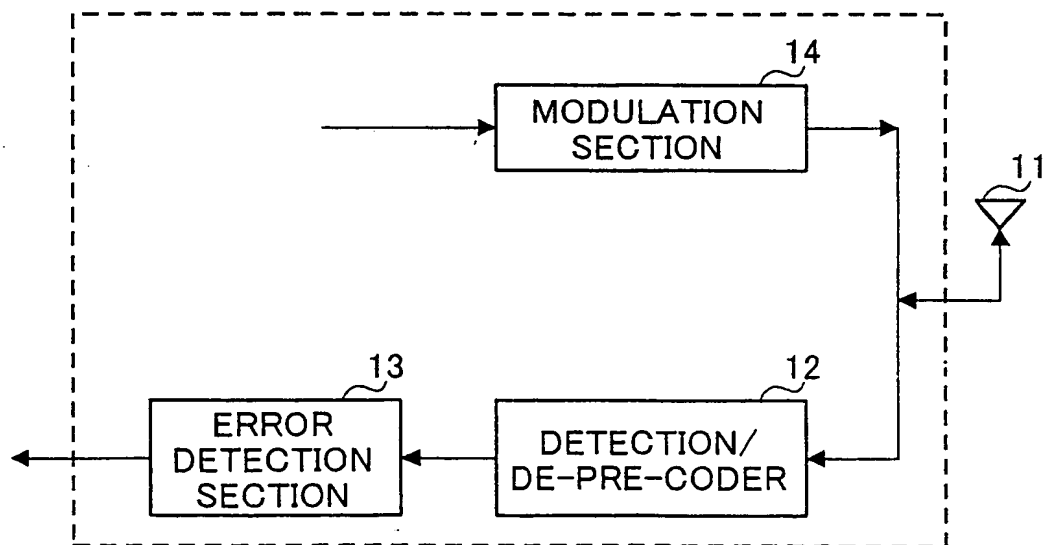 14
MODULATION
SECTION
11
13
ERROR
DETECTION
SECTION
12
DETECTION/
DE-PRE-CODER